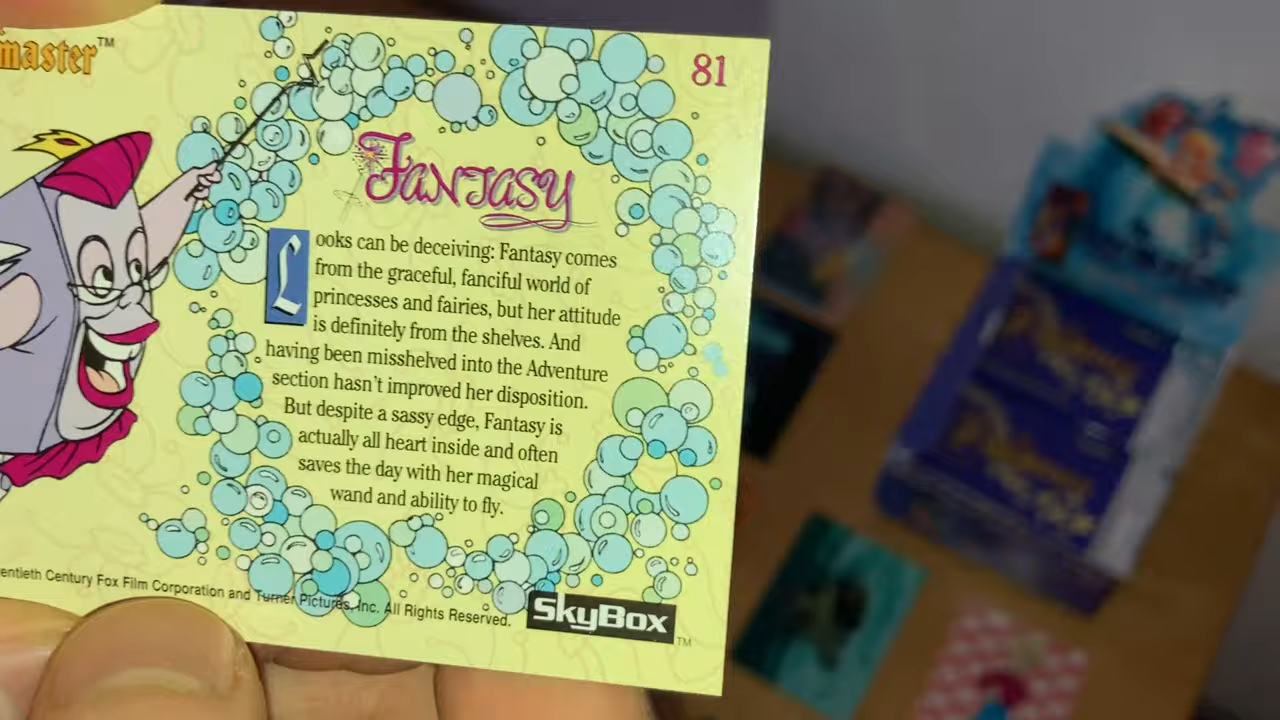 master™
81
Fantasy
Looks can be deceiving: Fantasy comes
from the graceful, fanciful world of
princesses and fairies, but her attitude
is definitely from the shelves. And
having been misshelved into the Adventure
section hasn't improved her disposition.
But despite a sassy edge, Fantasy is
actually all heart inside and often
saves the day with her magical
wand and ability to fly.
entieth Century Fox Film Corporation and Turner Pictures, Inc. All Rights Reserved.
SkyBox™